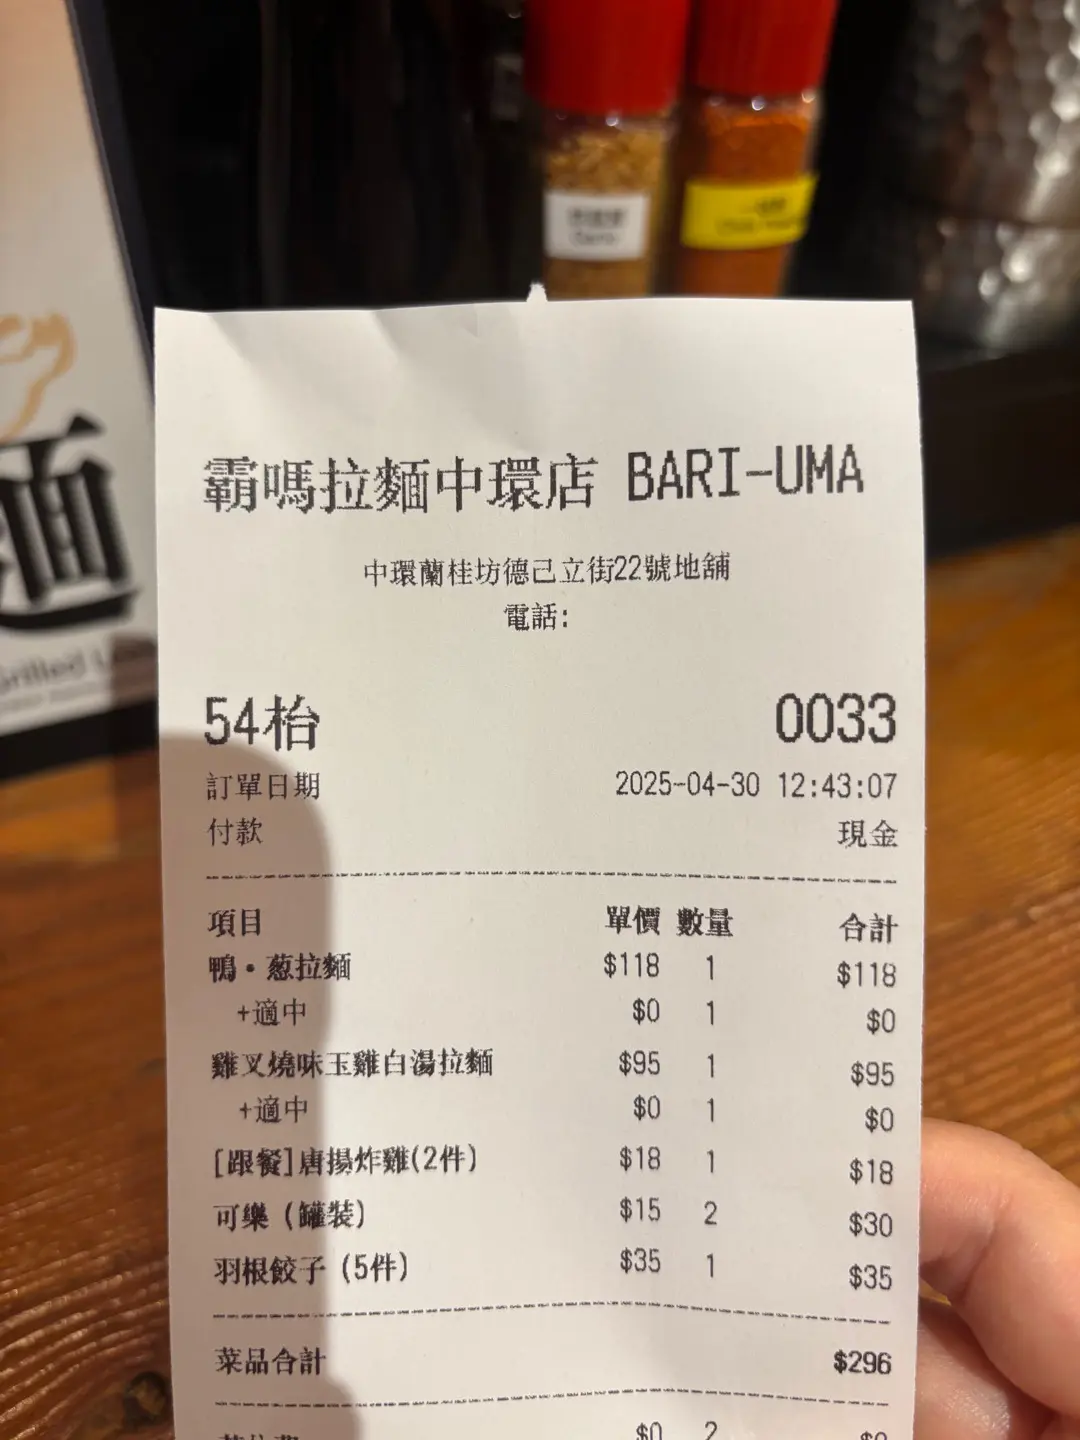 麺
Grilled
霸嗎拉麵中環店 BARI-UMA
中環蘭桂坊德己立街22號地舖
電話:
54枱 0033
訂單日期 2025-04-30 12:43:07
付款 現金
項目 單價 數量 合計
鴨・葱拉麵 $118 1 $118
+適中 $0 1 $0
雞叉燒味玉雞白湯拉麵 $95 1 $95
+適中 $0 1 $0
[跟餐]唐揚炸雞(2件) $18 1 $18
可樂 (罐裝) $15 2 $30
羽根餃子 (5件) $35 1 $35
菜品合計 $296
$0 2 $0